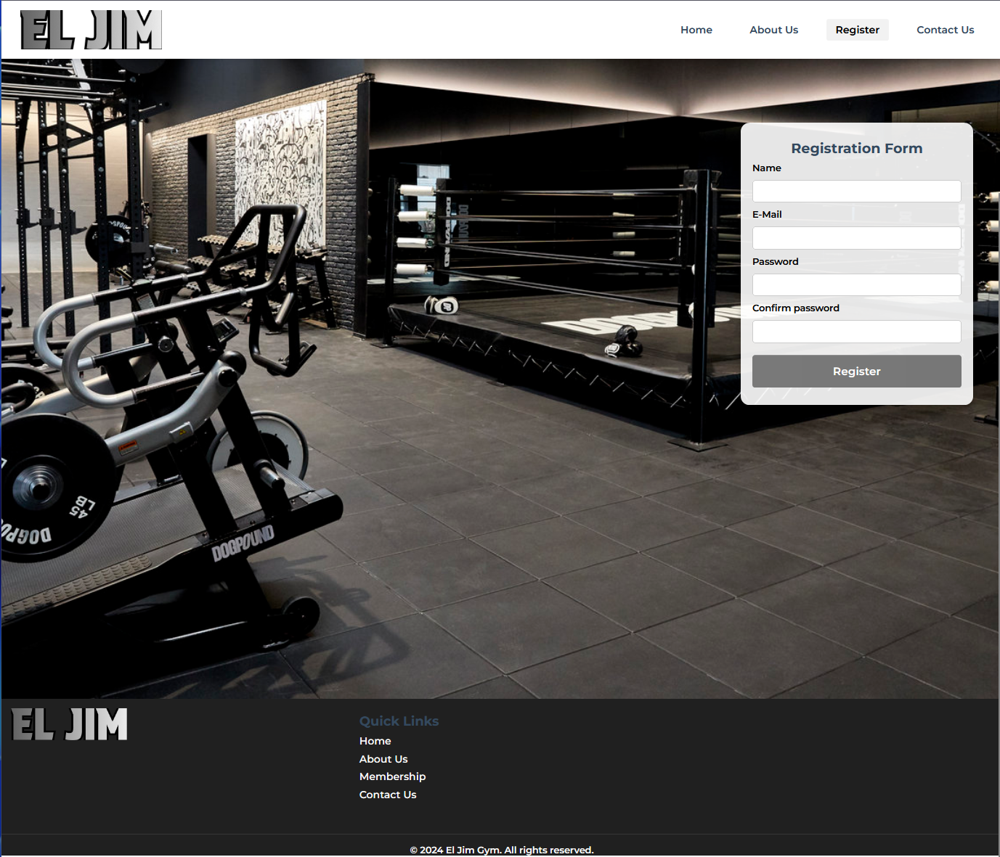 EL JIM
Home
About Us
Register
Contact Us
Registration Form
Name
E-Mail
Password
Confirm password
Register
45
LB
DOGPOUND
EL JIM
Quick Links
Home
About Us
Membership
Contact Us
© 2024 El Jim Gym. All rights reserved.